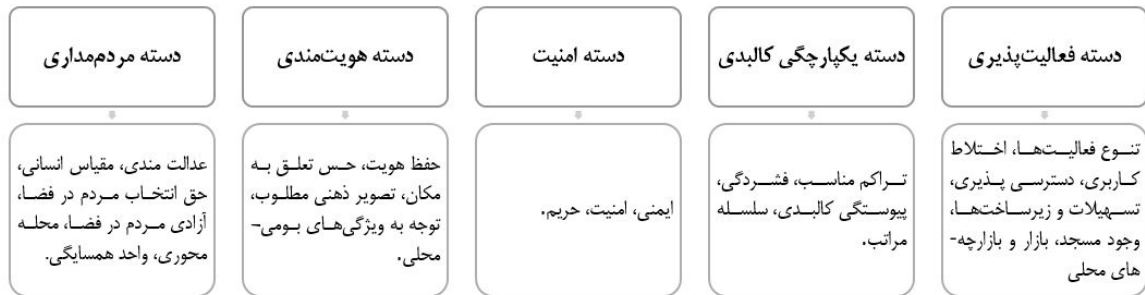 دسته فعالیت‌پذیری
تنوع فعالیت‌ها، اختلاط
کاربری، دسترسی پذیری،
تسهیلات و زیرساخت‌ها،
وجود مسجد، بازار و بازارچه-
های محلی
دسته یکپارچگی کالبدی
تراکم مناسب، فشردگی،
پیوستگی کالبدی، سلسله
مراتب.
دسته امنیت
ایمنی، امنیت، حریم.
دسته هویت‌مندی
حفظ هویت، حس تعلق به
مکان، تصویر ذهنی مطلوب،
توجه به ویژگی‌های بومی-
محلی.
دسته مردم‌مداری
عدالت مندی، مقیاس انسانی،
حق انتخاب مردم در فضا،
آزادی مردم در فضا، محله
محوری، واحد همسایگی.